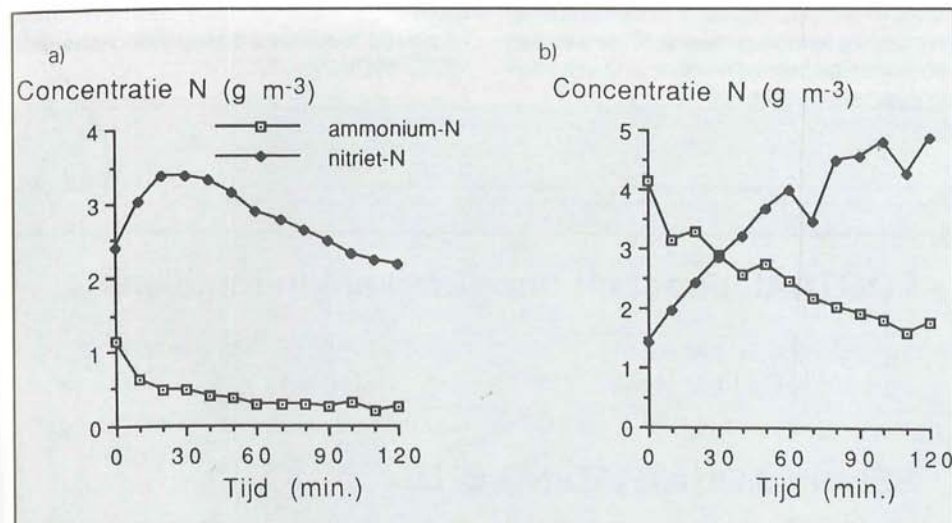 a)
Concentratie N (g m-3)
4
3
2
1
0
0 30 60 90 120
Tijd (min.)
ammonium-N
nitriet-N
b)
Concentratie N (g m-3)
5
4
3
2
1
0
0 30 60 90 120
Tijd (min.)